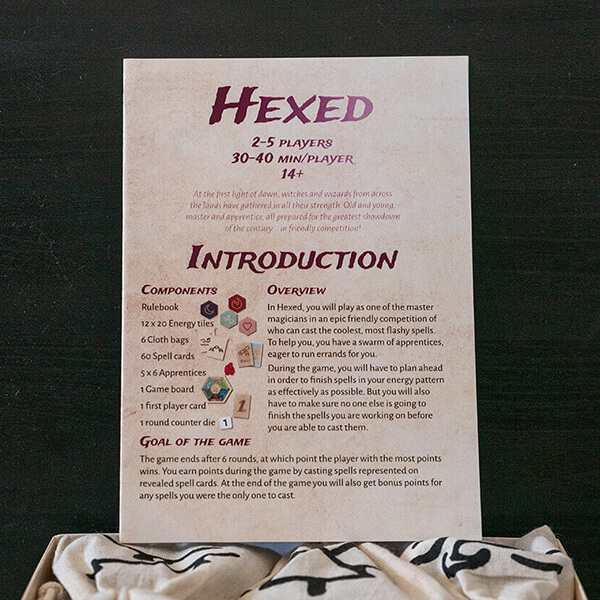 HEXED
2-5 PLAYERS
30-40 MIN/PLAYER
14+
At the first light of dawn, witches and wizards from across
the lands have gathered in all their strength. Old and young,
master and apprentice, all prepared for the greatest showdown
of the century in friendly competition!
INTRODUCTION
COMPONENTS
Rulebook
12 x 20 Energy tiles
6 Cloth bags
60 Spell cards
5 x 6 Apprentices
1 Game board
1 first player card
1
1 round counter die
1
OVERVIEW
In Hexed, you will play as one of the master
magicians in an epic friendly competition of
who can cast the coolest, most flashy spells.
To help you, you have a swarm of apprentices,
eager to run errands for you.
During the game, you will have to plan ahead
in order to finish spells in your energy pattern
as effectively as possible. But you will also
have to make sure no one else is going to
finish the spells you are working on before
you are able to cast them.
GOAL OF THE GAME
The game ends after 6 rounds, at which point the player with the most points
wins. You earn points during the game by casting spells represented on
revealed spell cards. At the end of the game you will also get bonus points for
any spells you were the only one to cast.